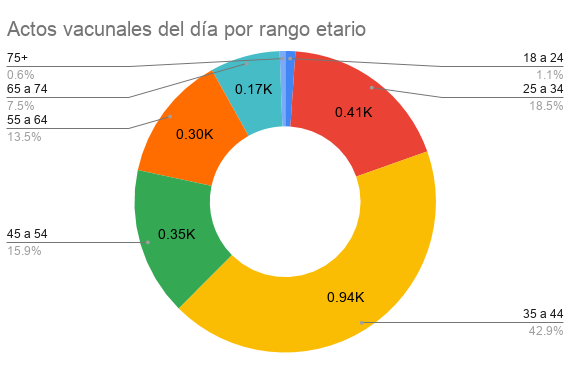 Actos vacunales del día por rango etario
75+
0.6%
65 a 74
7.5%
55 a 64
13.5%
45 a 54
15.9%
18 a 24
1.1%
25 a 34
18.5%
35 a 44
42.9%
0.17K
0.41K
0.30K
0.35K
0.94K